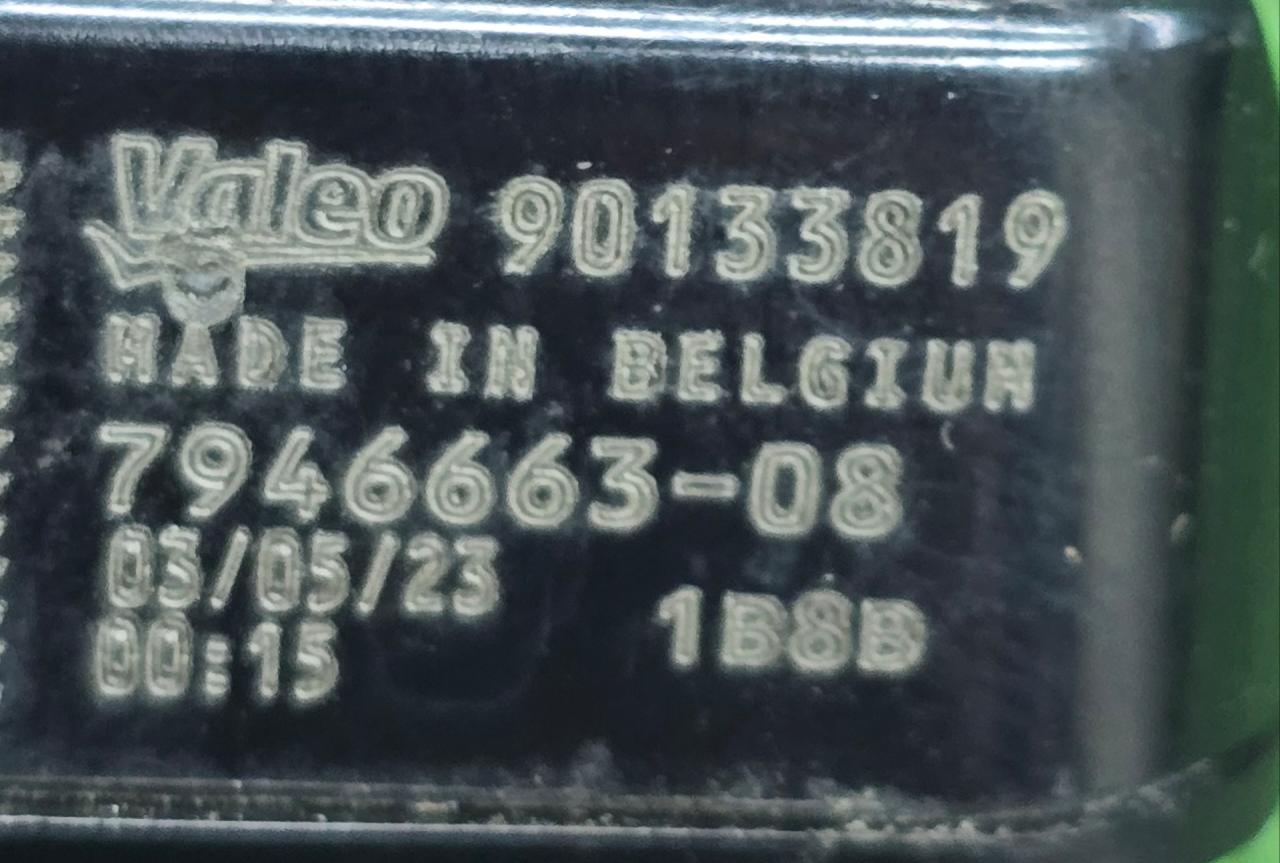 Valeo 90133819
MADE IN BELGIUM
7946663-08
03/05/23
00:15 1B8B